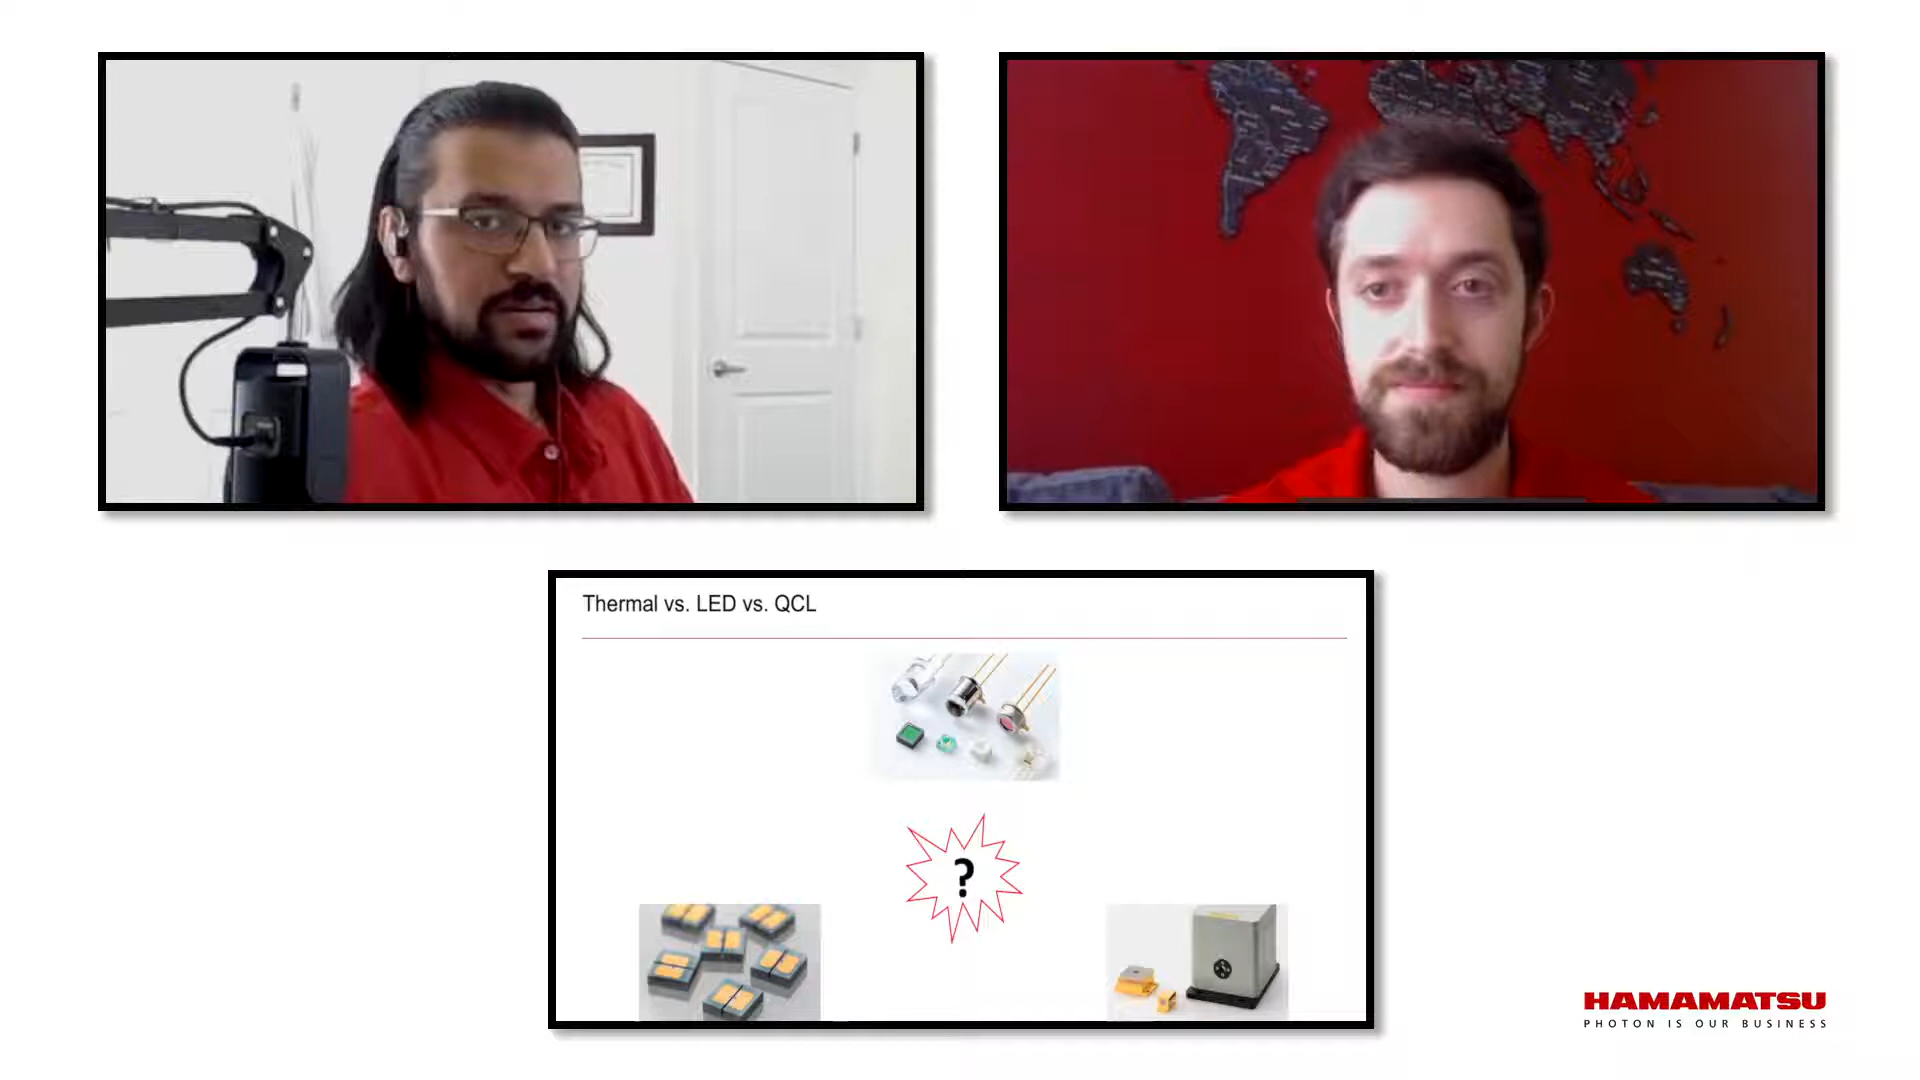 Thermal vs. LED vs. QCL
?
HAMAMATSU
PHOTON IS OUR BUSINESS